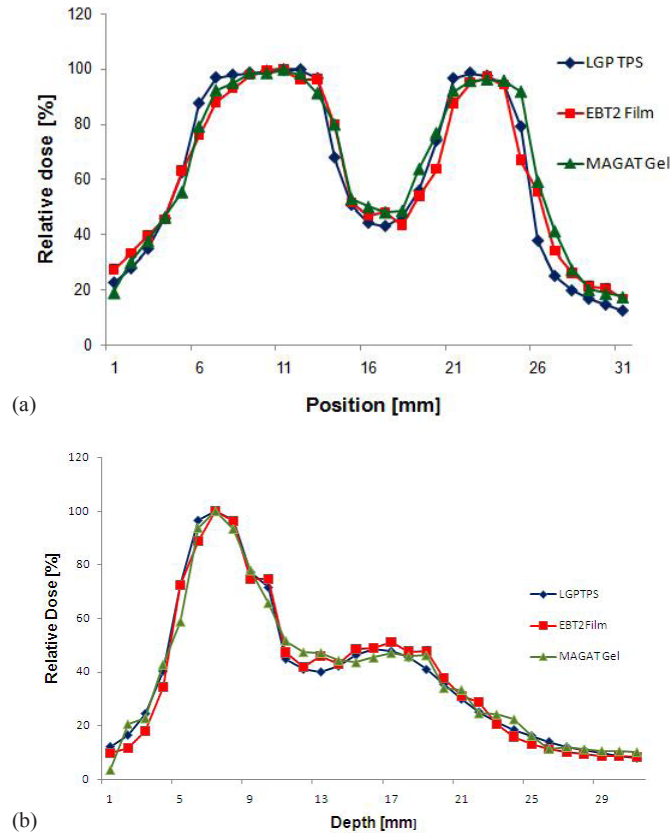 120
100
80
60
40
20
0
Relative dose [%]
1 6 11 16 21 26 31
Position [mm]
LGP TPS
EBT2 Film
MAGAT Gel
(a)
120
100
80
60
40
20
0
Relative Dose [%]
1 5 9 13 17 21 25 29
Depth [mm]
LGPTPS
EBT2Film
MAGAT Gel
(b)